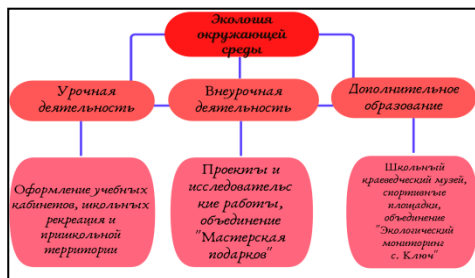 Экология
окружающей
среды
Урочная
деятельность
Внеурочная
деятельность
Дополнительное
образование
Оформление учебных
кабинетов, школьных
рекреация и
пришкольной
территории
Проекты и
исследовательс
кие работы,
объединение
"Мастерская
подарков"
Школьный
краеведческий музей,
спортивные
площадки,
объединение
"Экологический
мониторинг
с. Ключ"